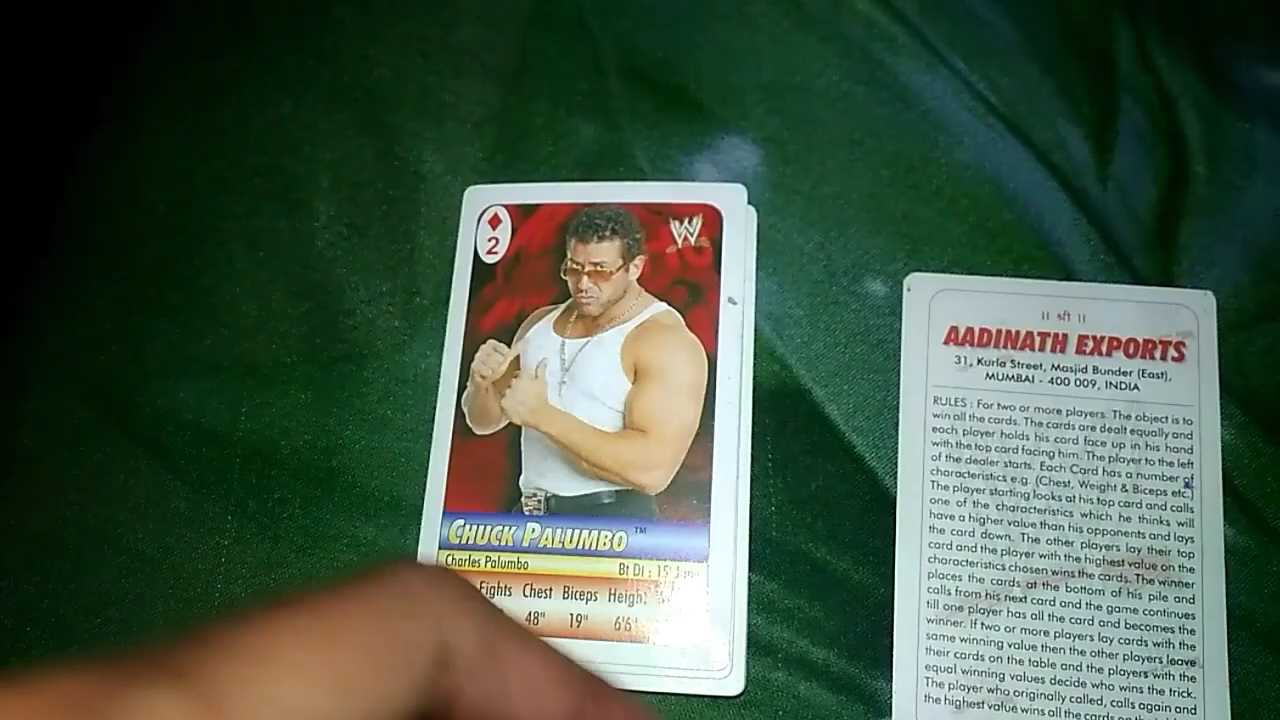 2
W
CHUCK PALUMBO ™
Charles Palumbo Bt Dt : 15
Fights Chest Biceps Height
48" 19" 6'6"
|| श्री ||
AADINATH EXPORTS
31, Kurla Street, Masjid Bunder (East),
MUMBAI - 400 009, INDIA
RULES : For two or more players. The object is to
win all the cards. The cards are dealt equally and
each player holds his card face up in his hand
with the top card facing him. The player to the left
of the dealer starts. Each Card has a number of
characteristics e.g. (Chest, Weight & Biceps etc.)
The player starting looks at his top card and calls
one of the characteristics which he thinks will
have a higher value than his opponents and lays
the card down. The other players lay their top
card and the player with the highest value on the
characteristics chosen wins the cards. The winner
places the cards at the bottom of his pile and
calls from his next card and the game continues
till one player has all the card and becomes the
winner. If two or more players lay cards with the
same winning value then the other players leave
their cards on the table and the players with the
equal winning values decide who wins the trick.
The player who originally called, calls again and
the highest value wins all the cards on the